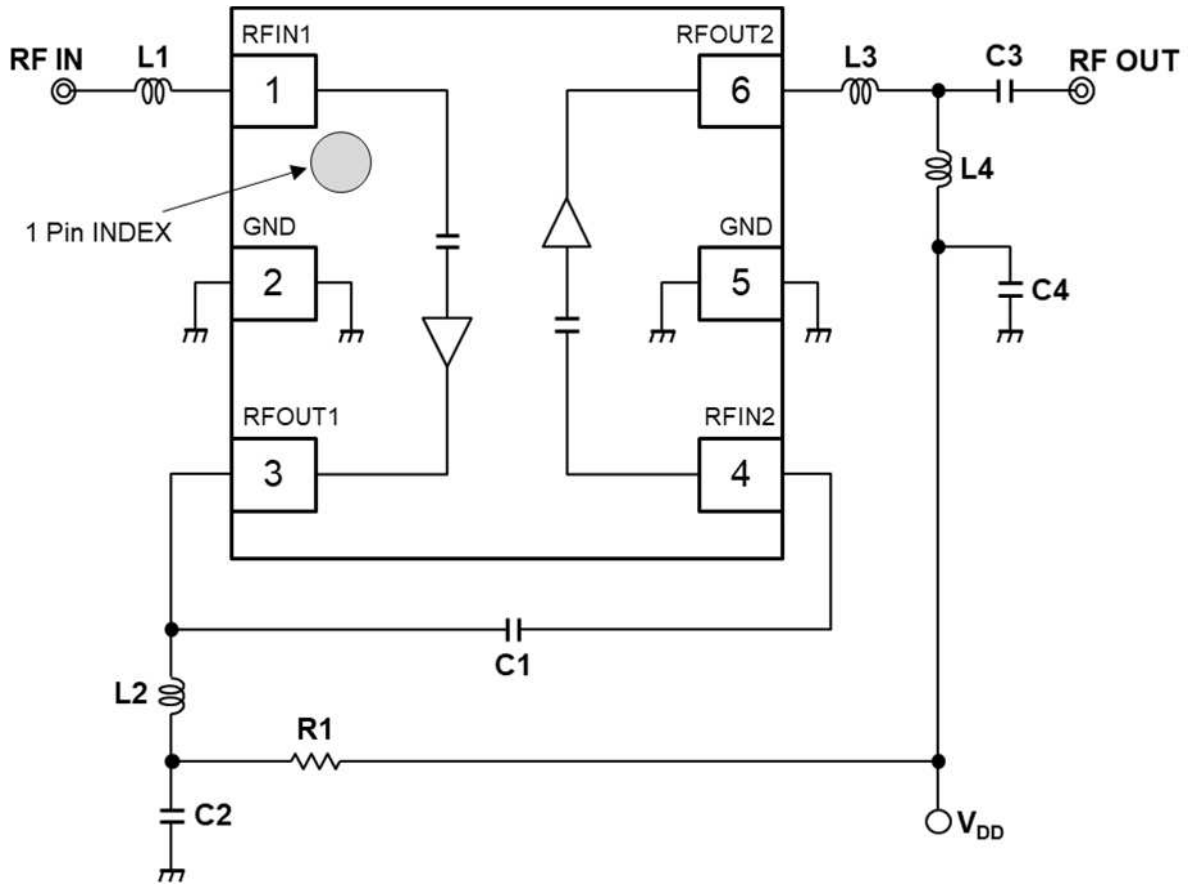 RFIN1
RFOUT2
RF IN
L1
L3
C3
RF OUT
1
6
L4
1 Pin INDEX
GND
GND
2
5
C4
RFOUT1
RFIN2
3
4
C1
L2
R1
C2
VDD